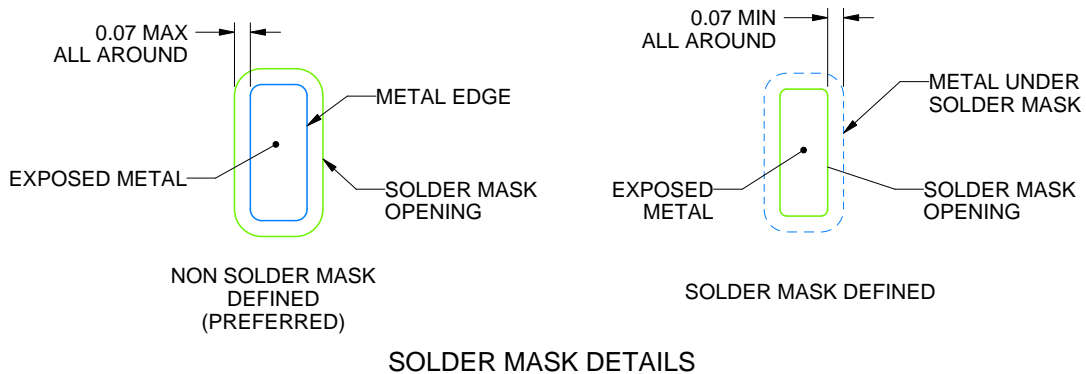 0.07 MAX
ALL AROUND
METAL EDGE
EXPOSED METAL
SOLDER MASK
OPENING
NON SOLDER MASK
DEFINED
(PREFERRED)
0.07 MIN
ALL AROUND
METAL UNDER
SOLDER MASK
EXPOSED
METAL
SOLDER MASK
OPENING
SOLDER MASK DEFINED
SOLDER MASK DETAILS